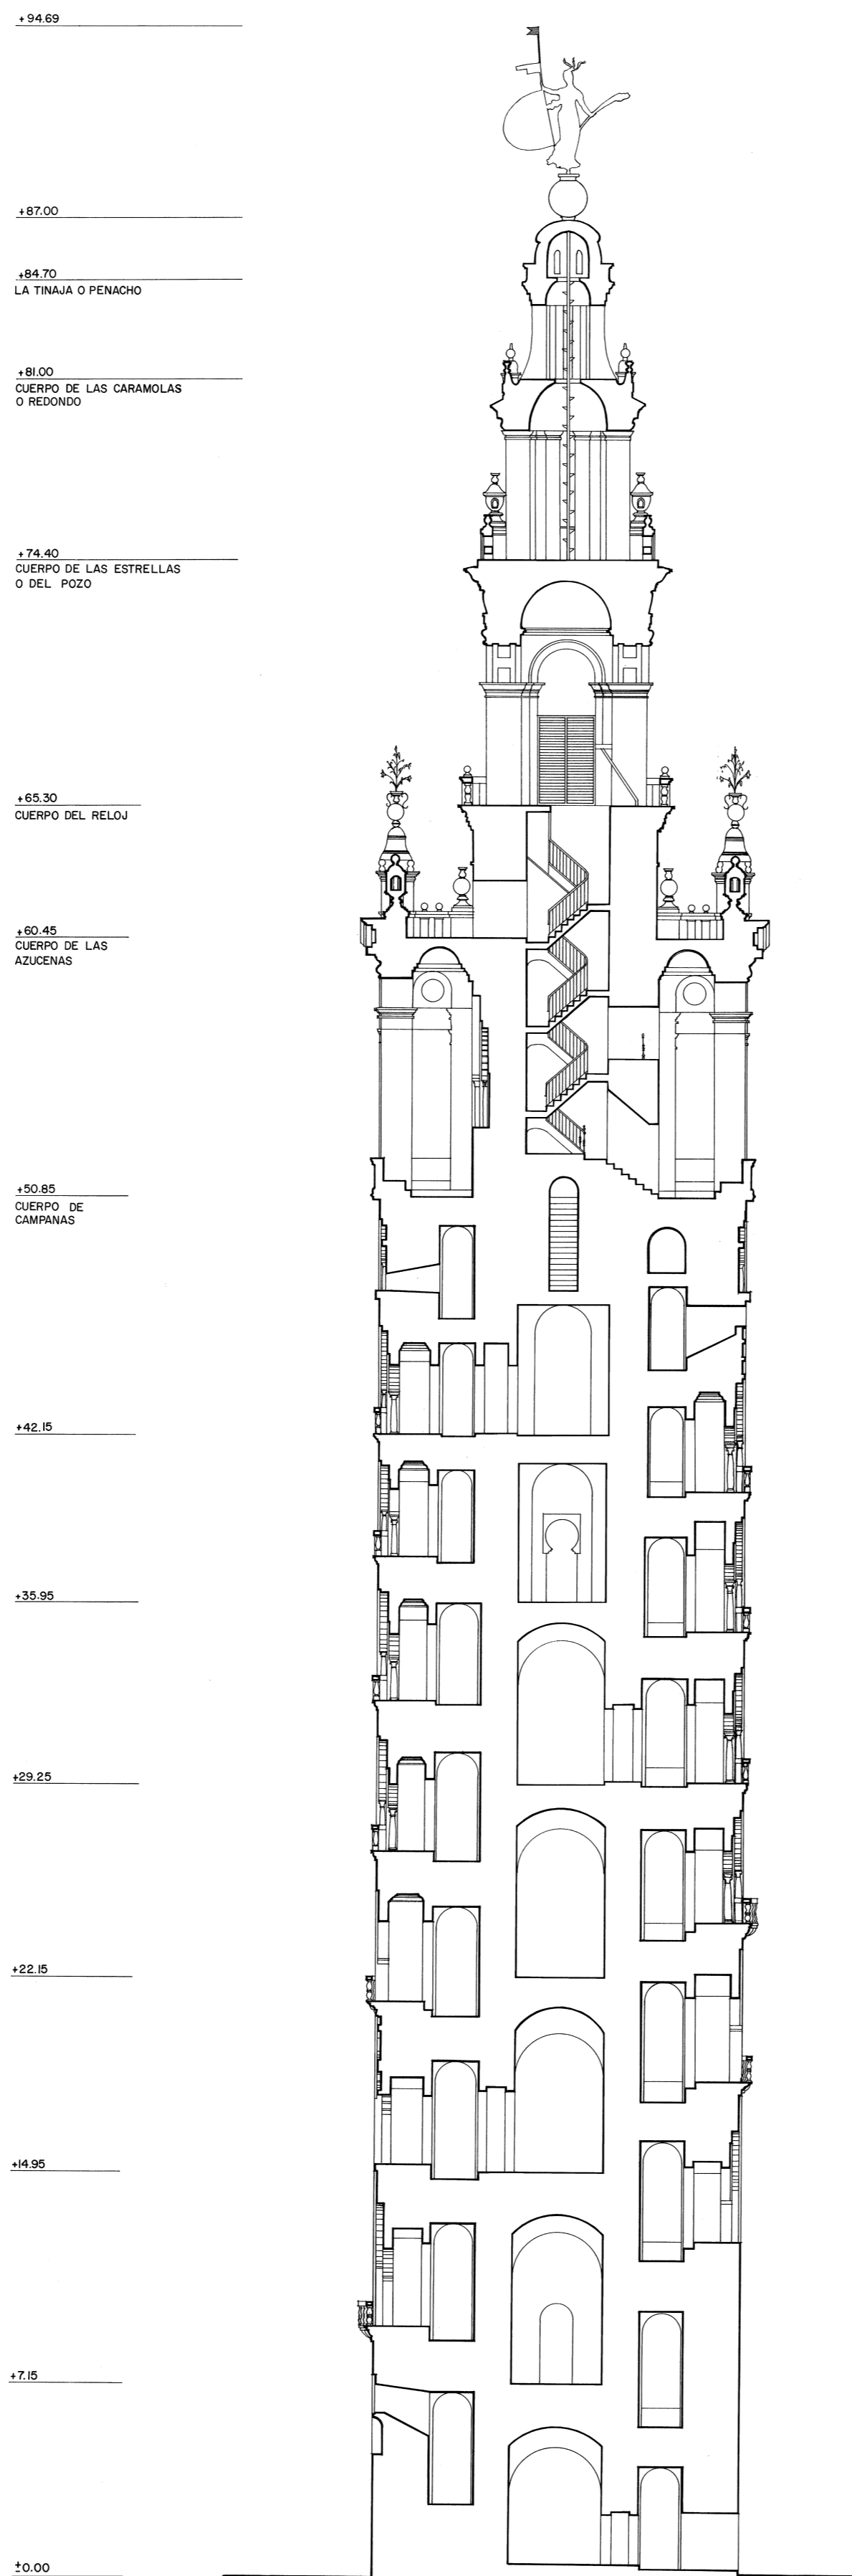 +94.69
+87.00
+84.70
LA TINAJA O PENACHO
+81.00
CUERPO DE LAS CARAMOLAS
O REDONDO
+74.40
CUERPO DE LAS ESTRELLAS
O DEL POZO
+65.30
CUERPO DEL RELOJ
+60.45
CUERPO DE LAS
AZUCENAS
+50.85
CUERPO DE
CAMPANAS
+42.15
+35.95
+29.25
+22.15
+14.95
+7.15
±0.00